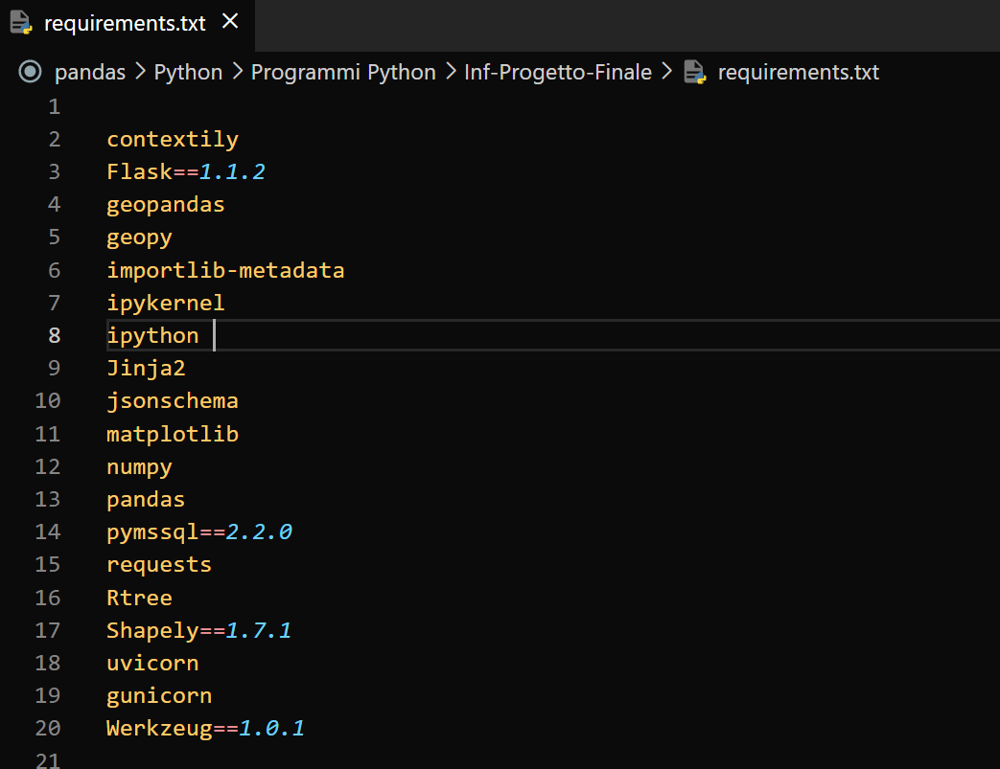 requirements.txt ×
pandas > Python > Programmi Python > Inf-Progetto-Finale > requirements.txt
1
2 contextily
3 Flask==1.1.2
4 geopandas
5 geopy
6 importlib-metadata
7 ipykernel
8 ipython
9 Jinja2
10 jsonschema
11 matplotlib
12 numpy
13 pandas
14 pymssql==2.2.0
15 requests
16 Rtree
17 Shapely==1.7.1
18 uvicorn
19 gunicorn
20 Werkzeug==1.0.1
21